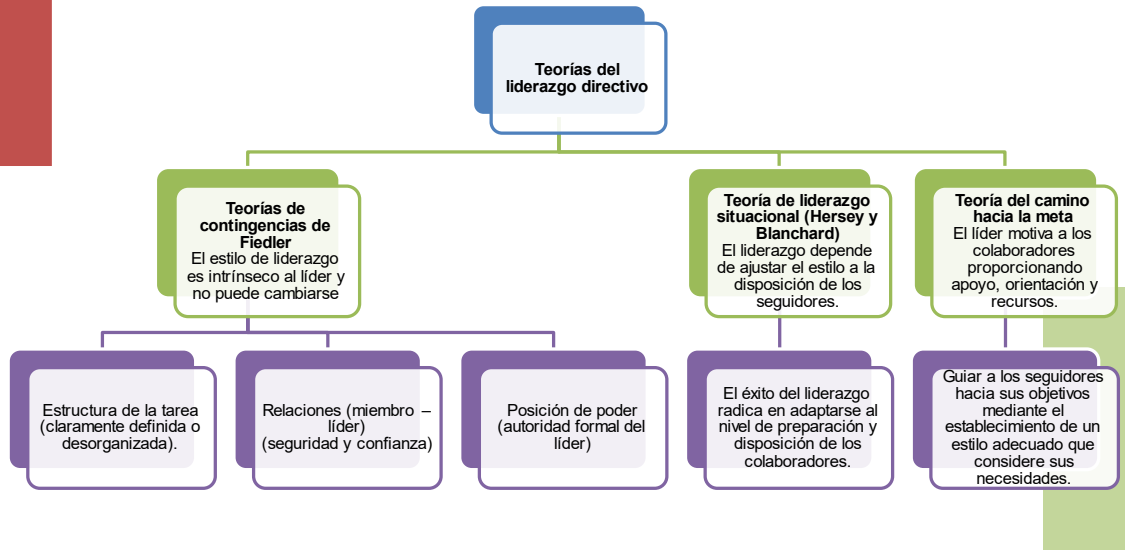 Teorías del
liderazgo directivo
Teorías de
contingencias de
Fiedler
El estilo de liderazgo
es intrínseco al líder y
no puede cambiarse
Teoría de liderazgo
situacional (Hersey y
Blanchard)
El liderazgo depende
de ajustar el estilo a la
disposición de los
seguidores.
Teoría del camino
hacia la meta
El líder motiva a los
colaboradores
proporcionando
apoyo, orientación y
recursos.
Estructura de la tarea
(claramente definida o
desorganizada).
Relaciones (miembro –
líder)
(seguridad y confianza)
Posición de poder
(autoridad formal del
líder)
El éxito del liderazgo
radica en adaptarse al
nivel de preparación y
disposición de los
colaboradores.
Guiar a los seguidores
hacia sus objetivos
mediante el
establecimiento de un
estilo adecuado que
considere sus
necesidades.